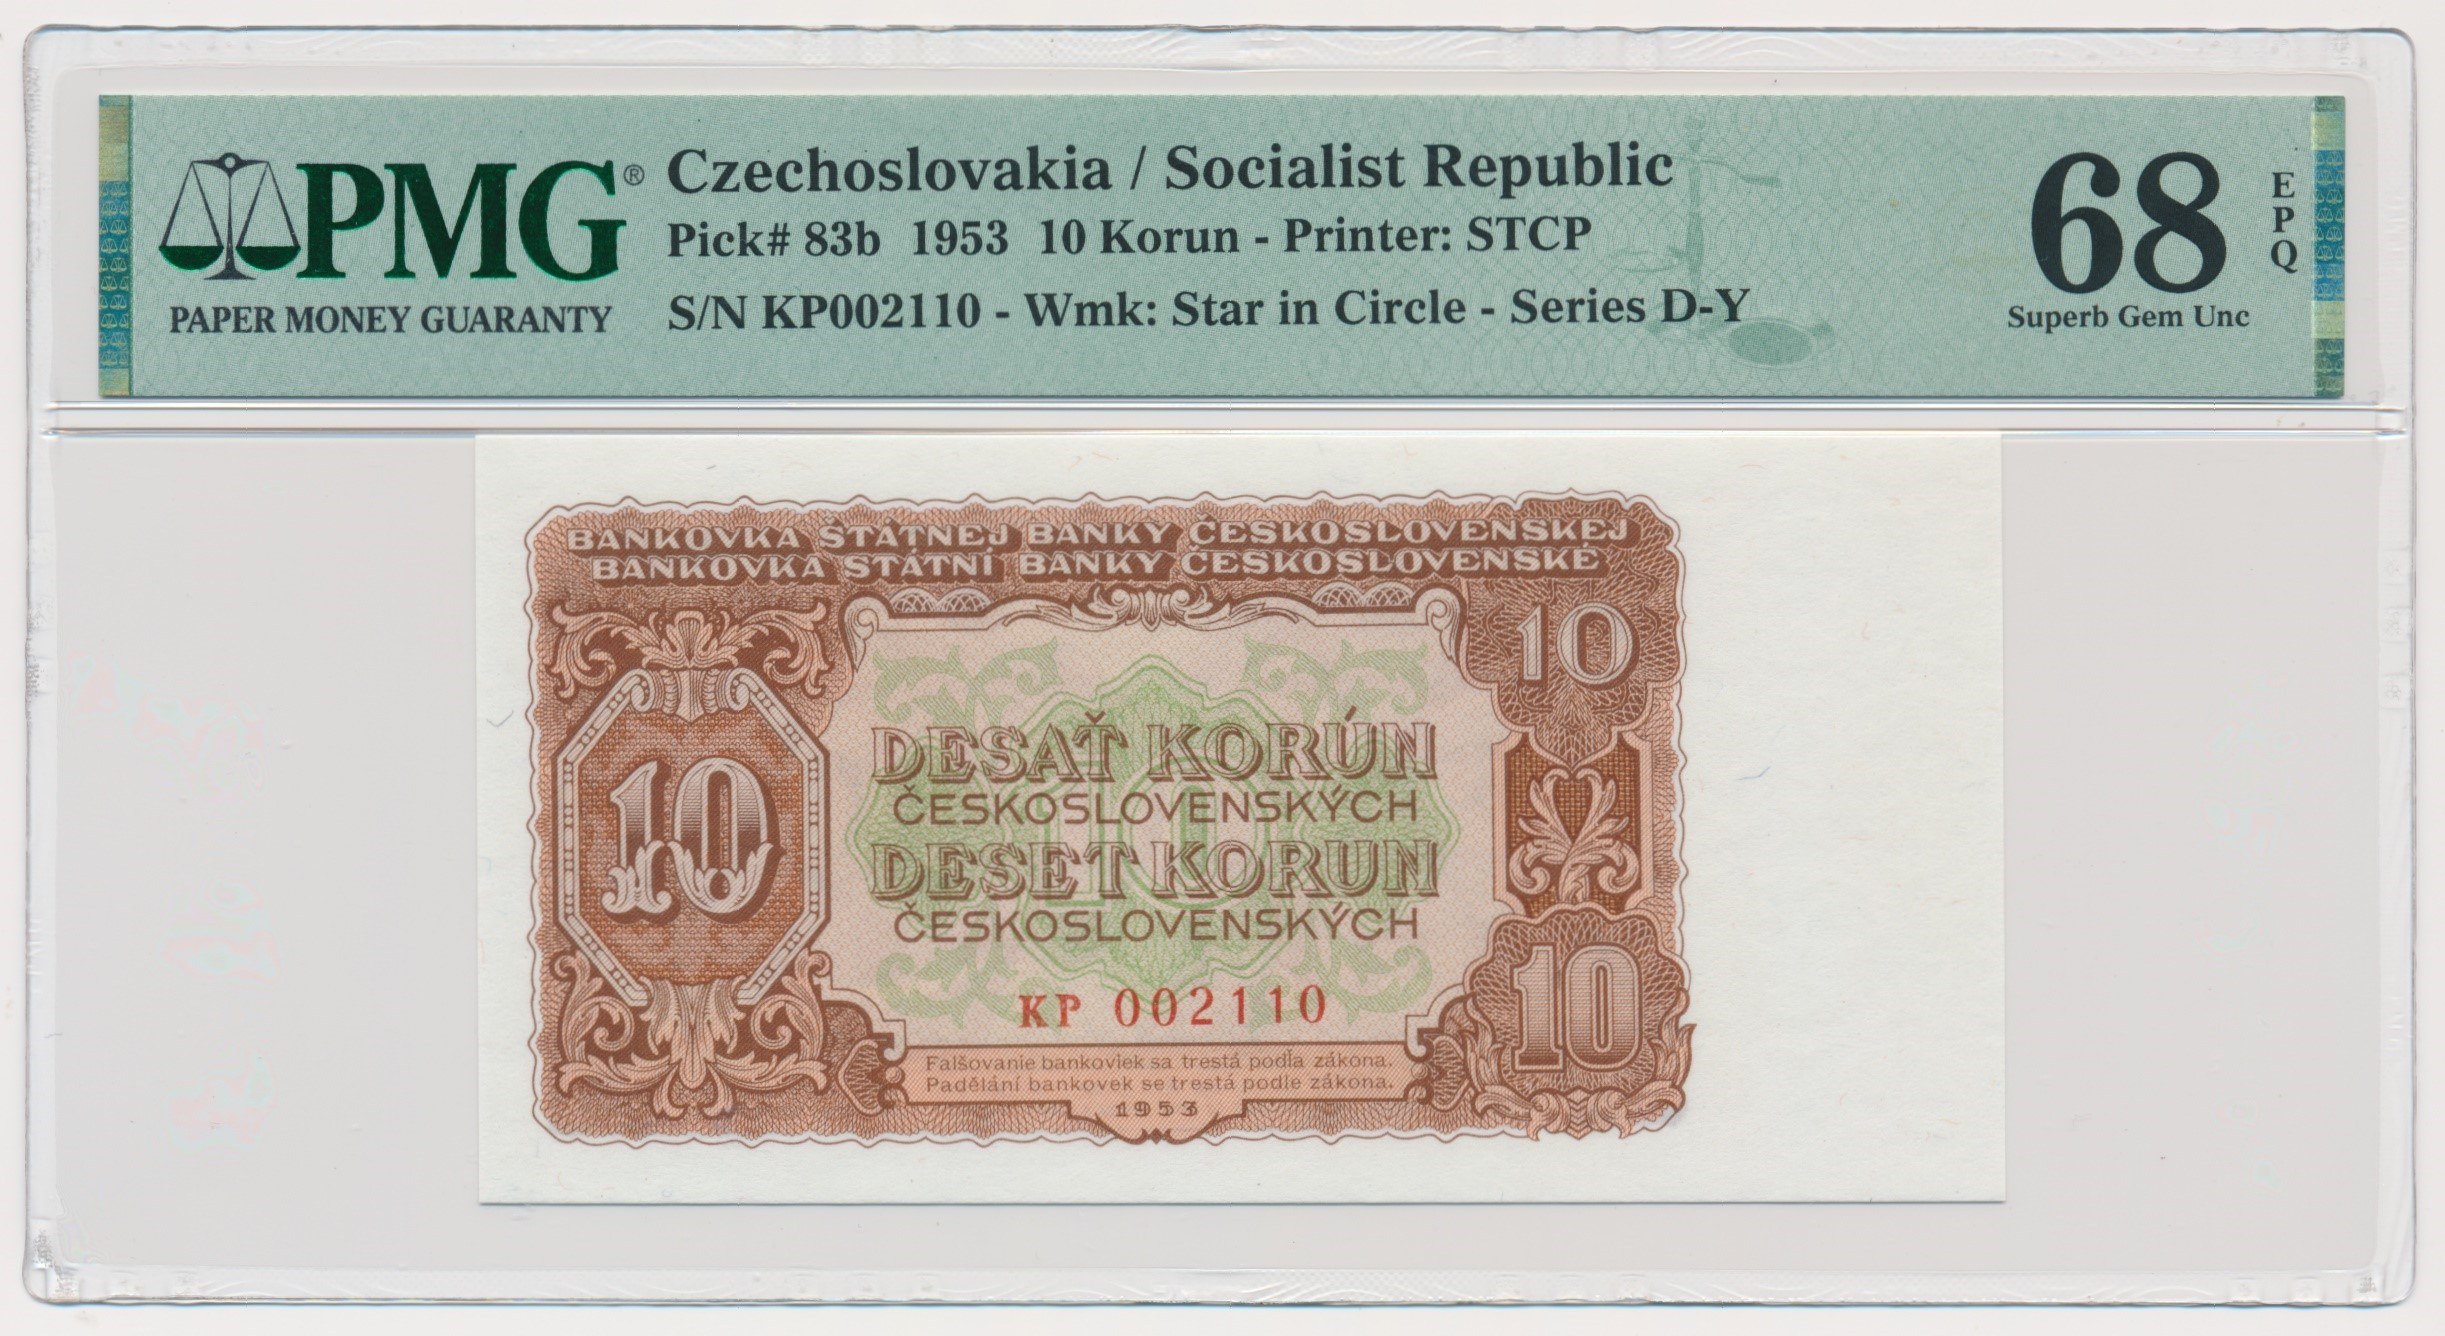 PMG®
PAPER MONEY GUARANTY
Czechoslovakia / Socialist Republic
Pick# 83b 1953 10 Korun - Printer: STCP
S/N KP002110 - Wmk: Star in Circle - Series D-Y
68
EPQ
Superb Gem Unc
BANKOVKA ŠTÁTNEJ BANKY ČESKOSLOVENSKEJ
BANKOVKA STÁTNÍ BANKY ČESKOSLOVENSKÉ
10
10
DESAŤ KORÚN
ČESKOSLOVENSKÝCH
DESET KORUN
ČESKOSLOVENSKÝCH
10
10
KP 002110
Falšovanie bankoviek sa trestá podľa zákona.
Padělání bankovek se trestá podle zákona.
1953